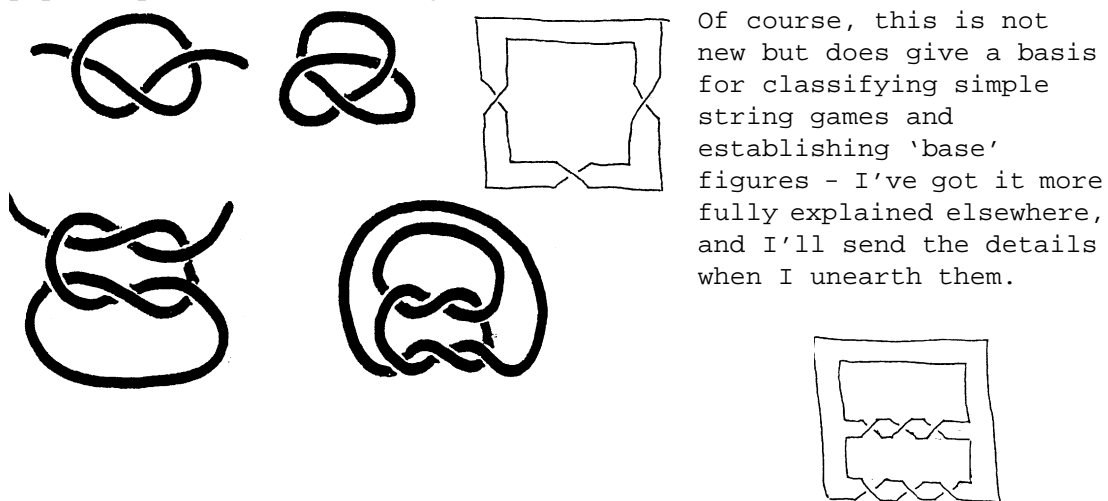 Of course, this is not
new but does give a basis
for classifying simple
string games and
establishing ‘base’
figures - I’ve got it more
fully explained elsewhere,
and I’ll send the details
when I unearth them.